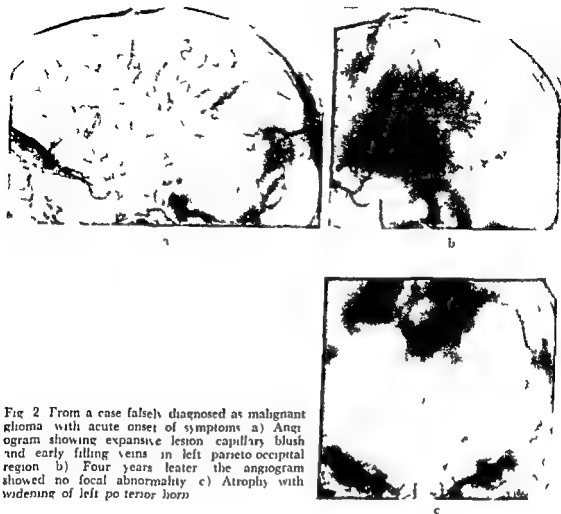 a
b
Fig 2 From a case falsely diagnosed as malignant
glioma with acute onset of symptoms a) Angi
ogram showing expansive lesion capillary blush
and early filling veins in left parieto occipital
region b) Four years leater the angiogram
showed no focal abnormality c) Atrophy with
widening of left po terior horn
c